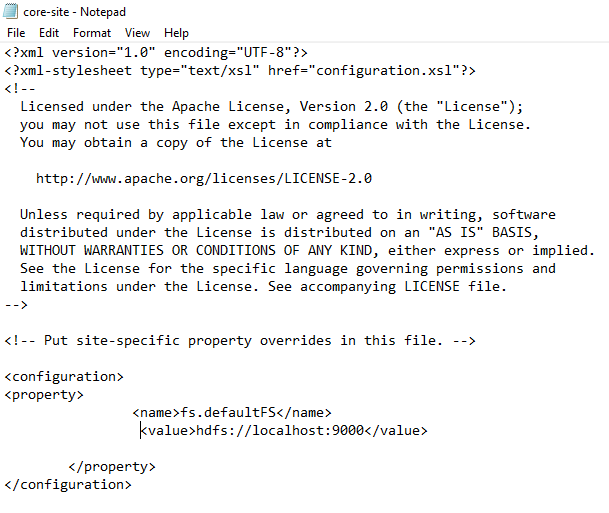 core-site - Notepad
File Edit Format View Help
<?xml version="1.0" encoding="UTF-8"?>
<?xml-stylesheet type="text/xsl" href="configuration.xsl"?>
<!--
  Licensed under the Apache License, Version 2.0 (the "License");
  you may not use this file except in compliance with the License.
  You may obtain a copy of the License at

    http://www.apache.org/licenses/LICENSE-2.0

  Unless required by applicable law or agreed to in writing, software
  distributed under the License is distributed on an "AS IS" BASIS,
  WITHOUT WARRANTIES OR CONDITIONS OF ANY KIND, either express or implied.
  See the License for the specific language governing permissions and
  limitations under the License. See accompanying LICENSE file.
-->

<!-- Put site-specific property overrides in this file. -->

<configuration>
<property>
                <name>fs.defaultFS</name>
                 <value>hdfs://localhost:9000</value>

        </property>
</configuration>